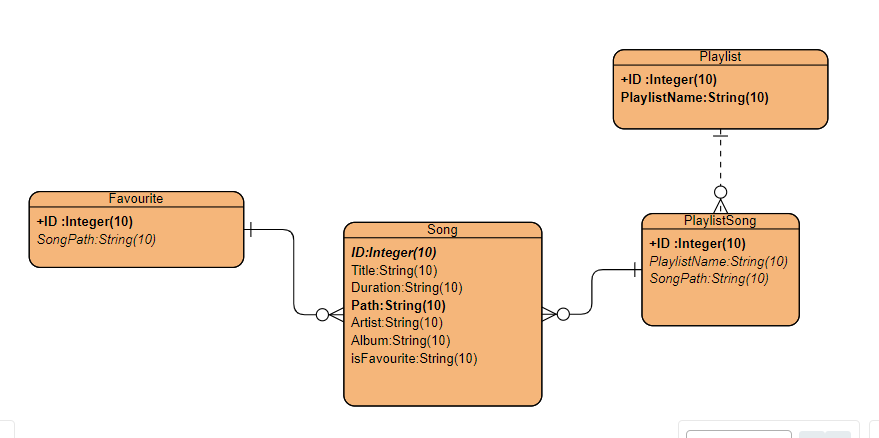 Playlist
+ID :Integer(10)
PlaylistName:String(10)
Favourite
+ID :Integer(10)
SongPath:String(10)
Song
ID:Integer(10)
Title:String(10)
Duration:String(10)
Path:String(10)
Artist:String(10)
Album:String(10)
isFavourite:String(10)
PlaylistSong
+ID :Integer(10)
PlaylistName:String(10)
SongPath:String(10)